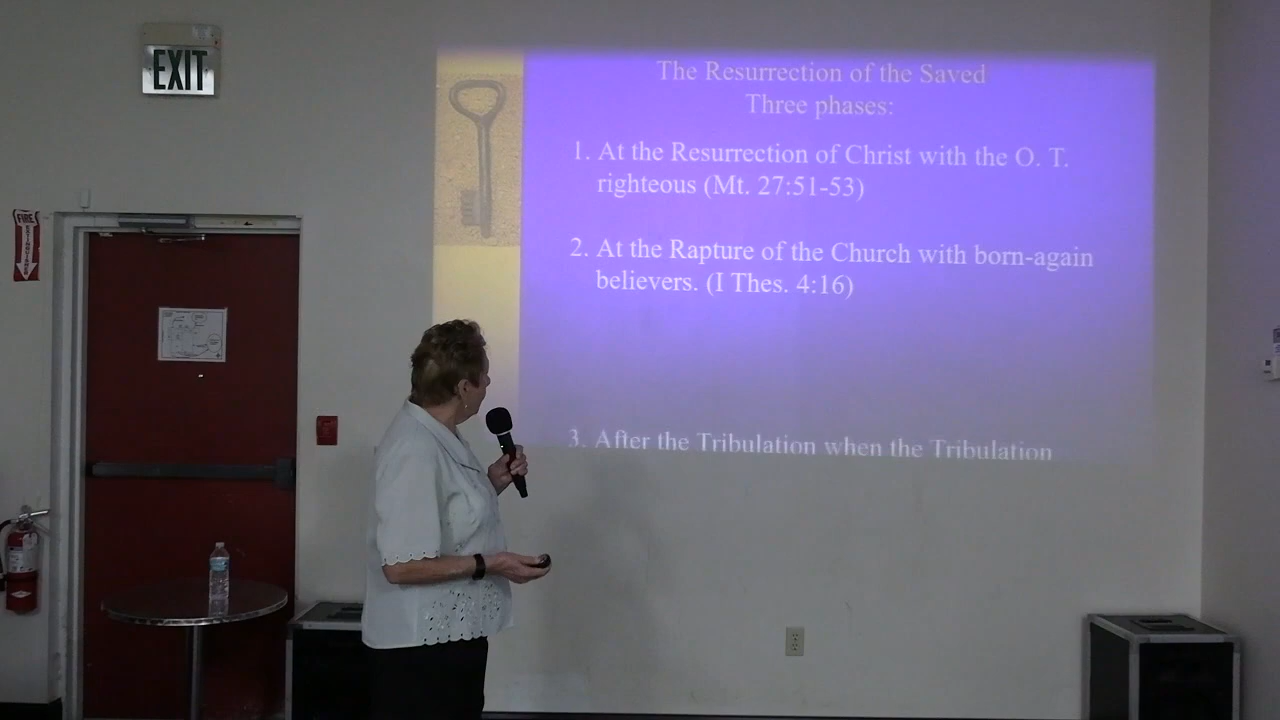 EXIT
The Resurrection of the Saved
Three phases:
1. At the Resurrection of Christ with the O. T.
righteous (Mt. 27:51-53)
2. At the Rapture of the Church with born-again
believers. (I Thes. 4:16)
3. After the Tribulation when the Tribulation
FIRE